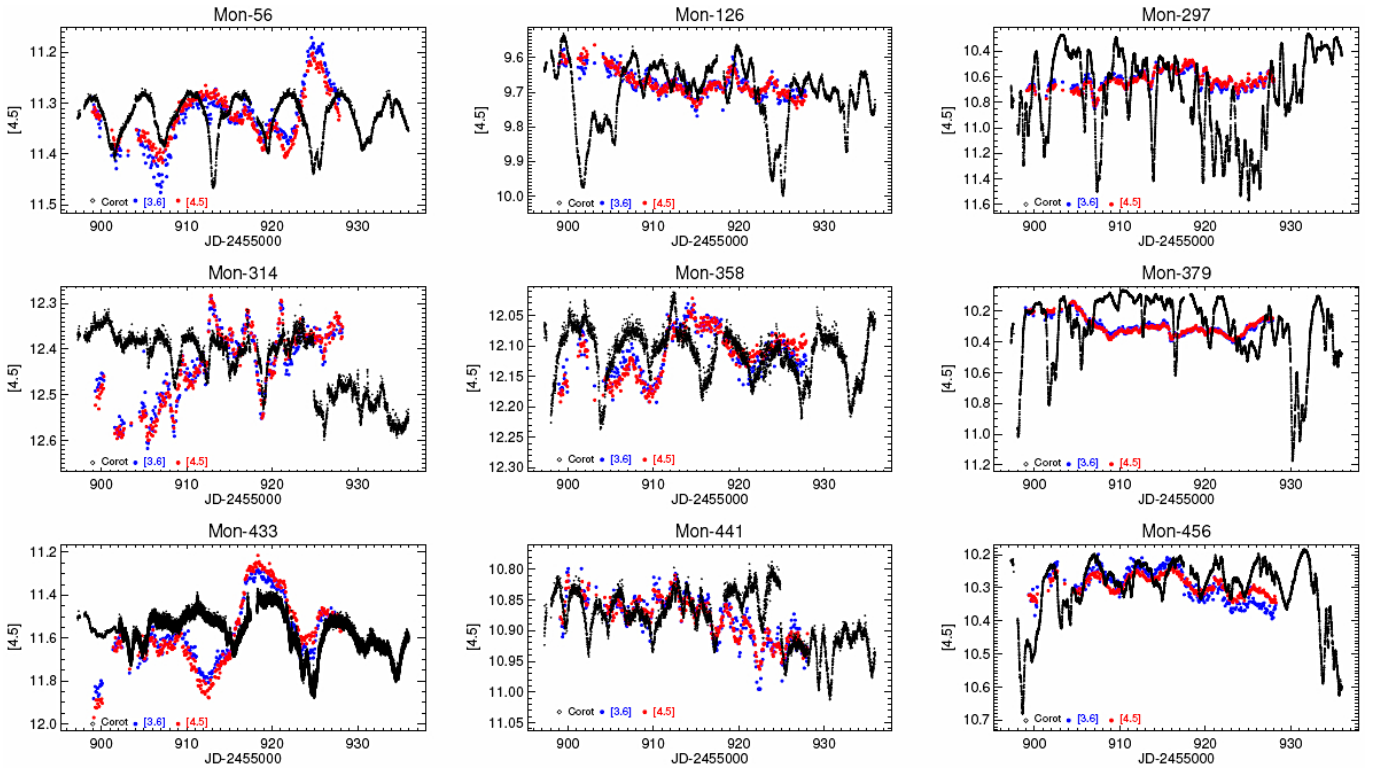 Mon-56
11.2
11.3
11.4
11.5
[4.5]
Corot [3.6] [4.5]
900 910 920 930
JD-2455000
Mon-126
9.6
9.7
9.8
9.9
10.0
[4.5]
Corot [3.6] [4.5]
900 910 920 930
JD-2455000
Mon-297
10.4
10.6
10.8
11.0
11.2
11.4
11.6
[4.5]
Corot [3.6] [4.5]
900 910 920 930
JD-2455000
Mon-314
12.3
12.4
12.5
12.6
[4.5]
Corot [3.6] [4.5]
900 910 920 930
JD-2455000
Mon-358
12.05
12.10
12.15
12.20
12.25
12.30
[4.5]
Corot [3.6] [4.5]
900 910 920 930
JD-2455000
Mon-379
10.2
10.4
10.6
10.8
11.0
11.2
[4.5]
Corot [3.6] [4.5]
900 910 920 930
JD-2455000
Mon-433
11.2
11.4
11.6
11.8
12.0
[4.5]
Corot [3.6] [4.5]
900 910 920 930
JD-2455000
Mon-441
10.80
10.85
10.90
10.95
11.00
11.05
[4.5]
Corot [3.6] [4.5]
900 910 920 930
JD-2455000
Mon-456
10.2
10.3
10.4
10.5
10.6
10.7
[4.5]
Corot [3.6] [4.5]
900 910 920 930
JD-2455000